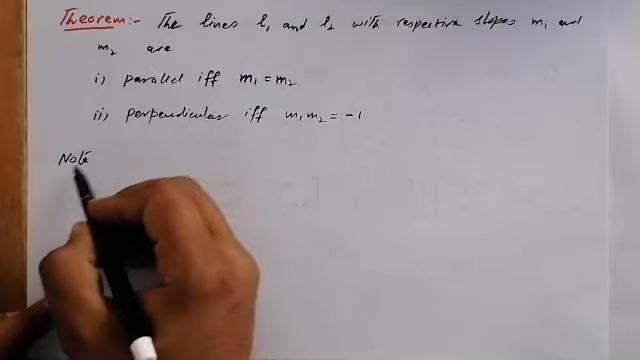 Theorem:- The lines l₁ and l₂ with respective slopes m₁ and
m₂ are
i) parallel iff m₁ = m₂
ii) perpendicular iff m₁m₂ = -1
Note